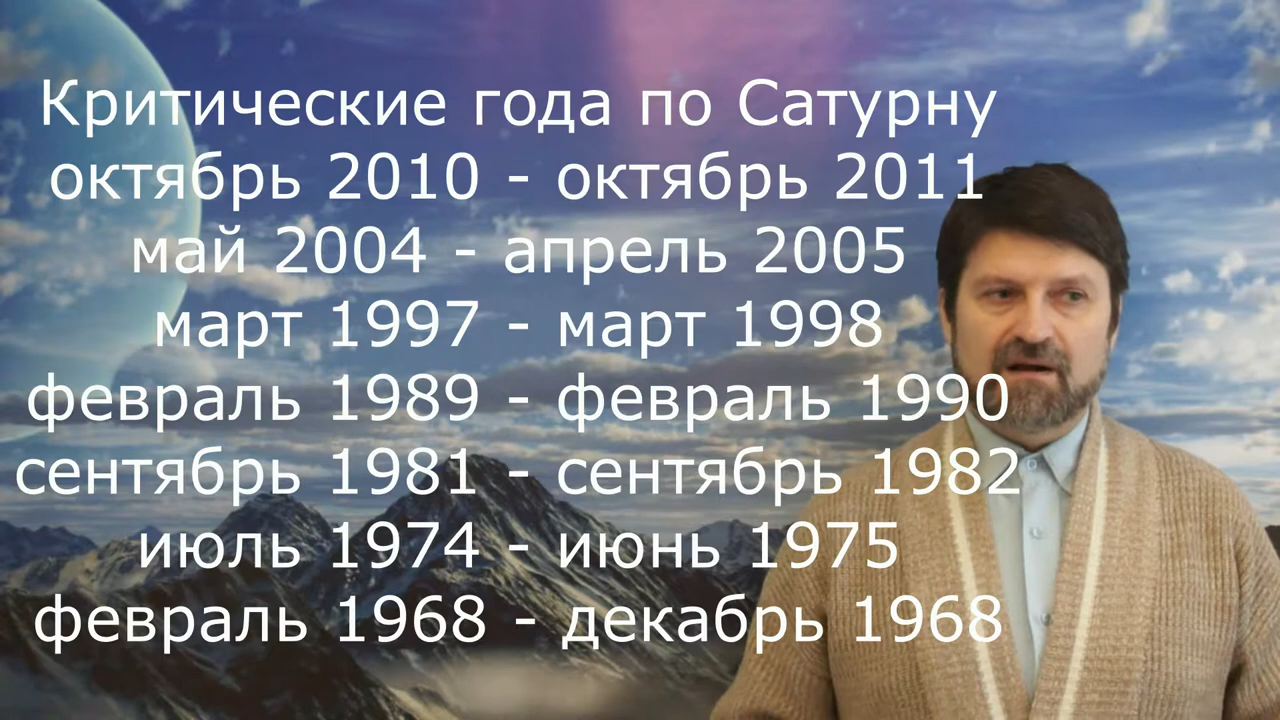 Критические года по Сатурну
октябрь 2010 - октябрь 2011
май 2004 - апрель 2005
март 1997 - март 1998
февраль 1989 - февраль 1990
сентябрь 1981 - сентябрь 1982
июль 1974 - июнь 1975
февраль 1968 - декабрь 1968